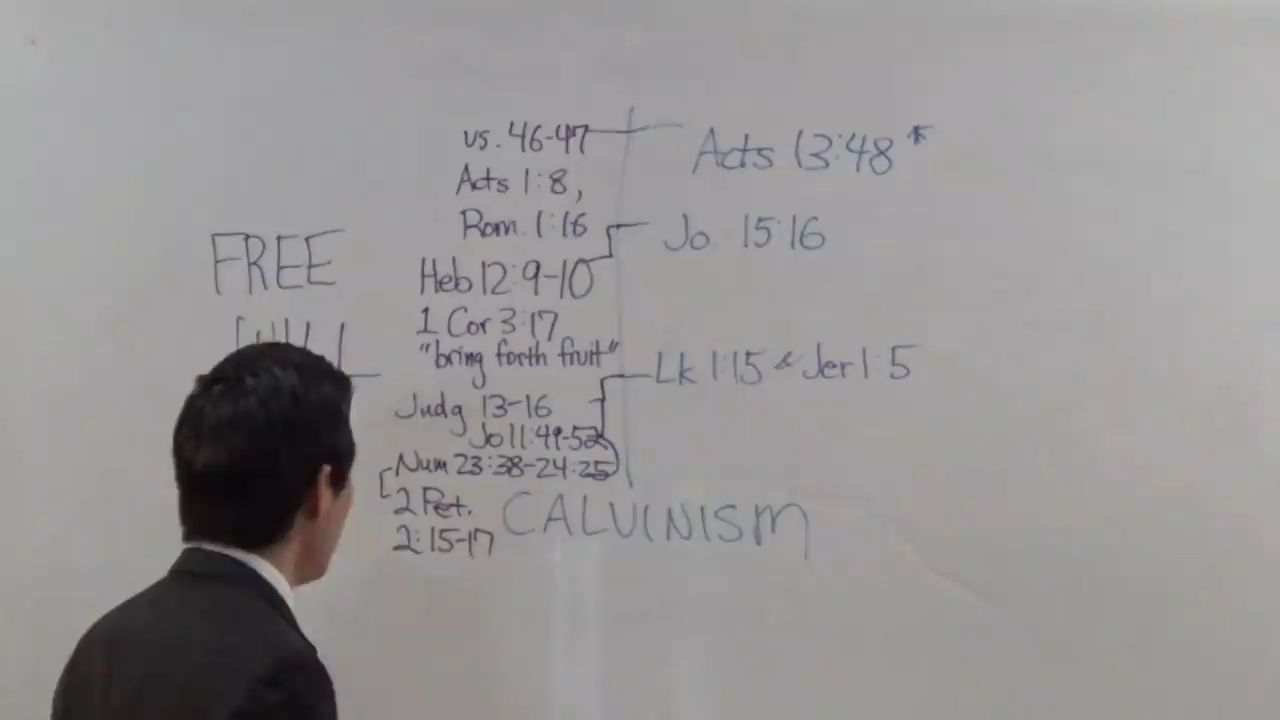 vs. 46-47
Acts 13:48*
Acts 1:8,
Rom. 1:16
Jo. 15:16
FREE
Heb 12:9-10
1 Cor 3:17
"bring forth fruit"
Lk 1:15 & Jer 1:5
Judg 13-16
Jo 11:49-52
Num 23:38-24:25
2 Pet.
2:15-17
CALVINISM